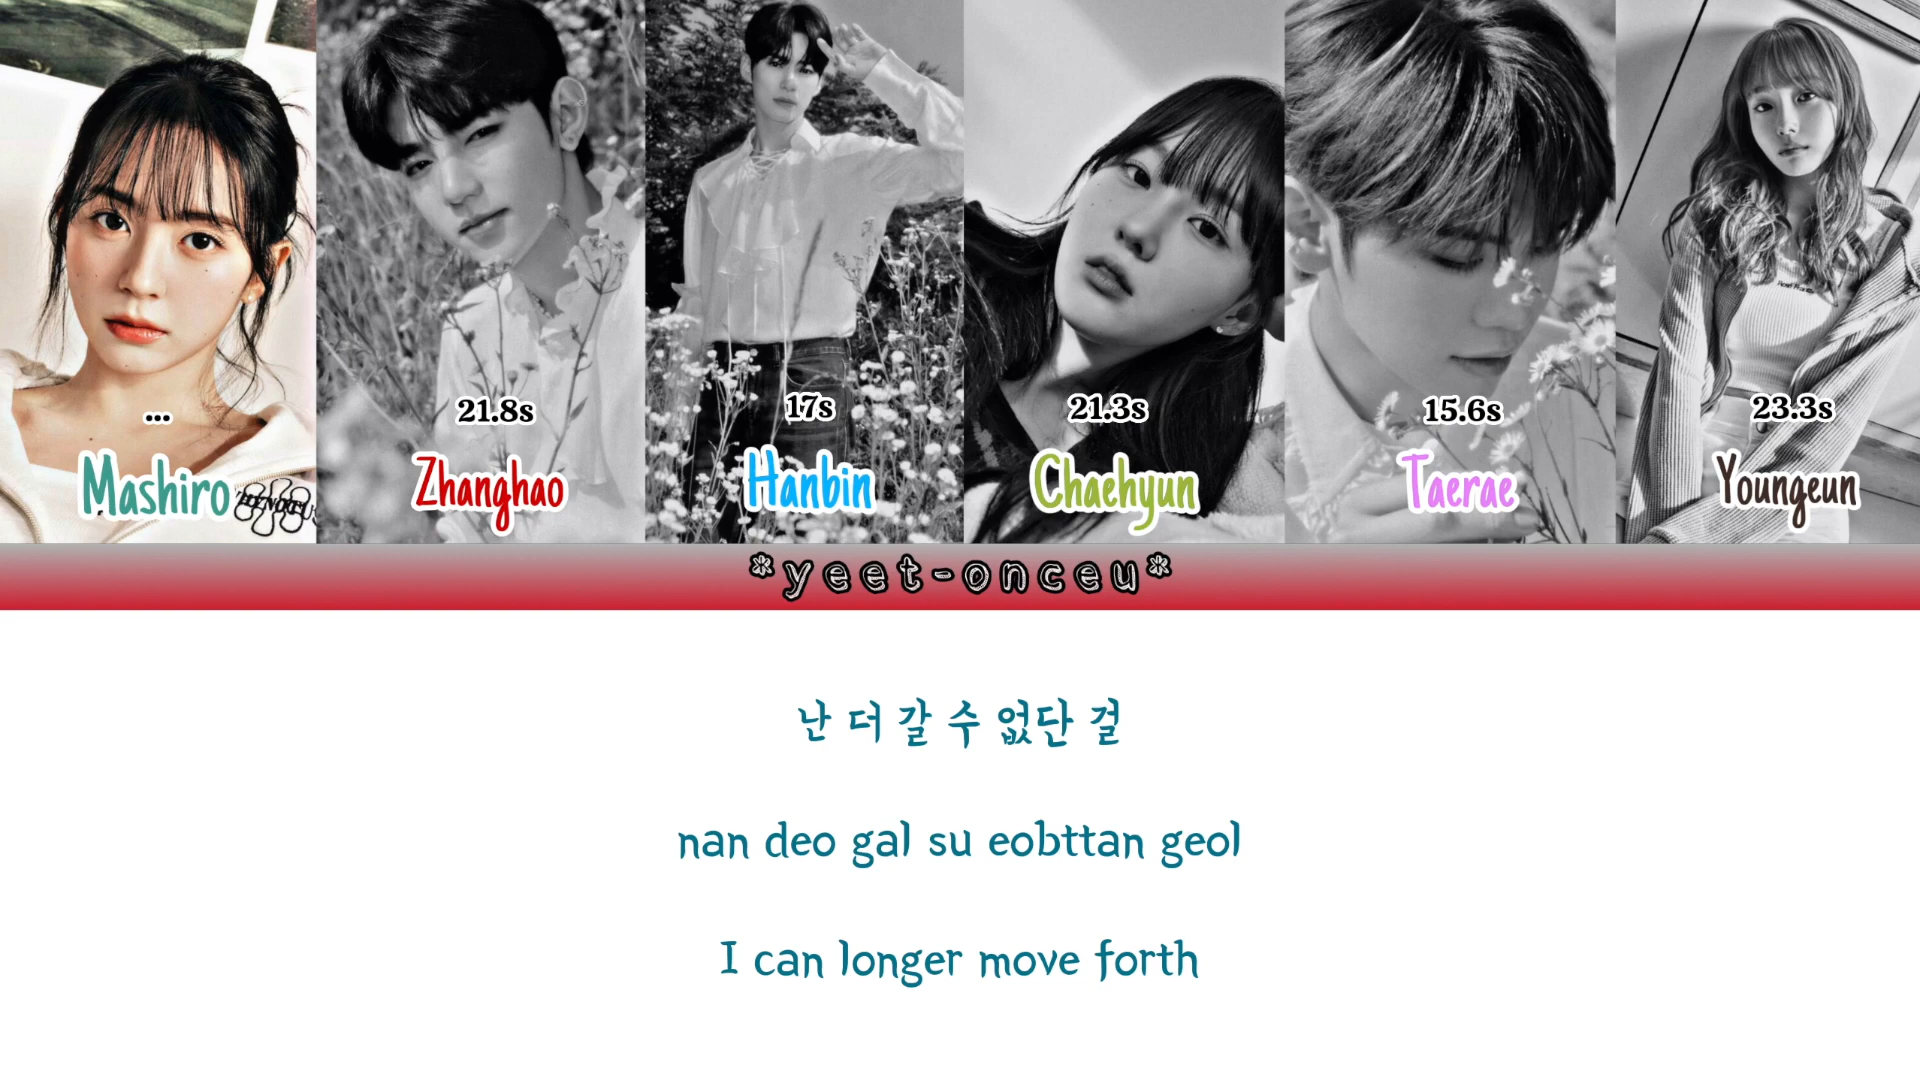 ... 21.8s 17s 21.3s 15.6s 23.3s
Mashiro Zhanghao Hanbin Chaehyun Taerae Youngeun
*yeet-onceu*
난 더 갈 수 없단 걸
nan deo gal su eobttan geol
I can longer move forth